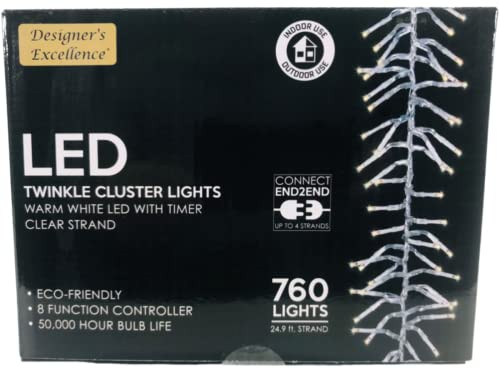 Designer's
Excellence
INDOOR USE
OUTDOOR USE
LED
TWINKLE CLUSTER LIGHTS
WARM WHITE LED WITH TIMER
CLEAR STRAND
CONNECT
END2END
UP TO 4 STRANDS
• ECO-FRIENDLY
• 8 FUNCTION CONTROLLER
• 50,000 HOUR BULB LIFE
760
LIGHTS
24.9 ft. STRAND